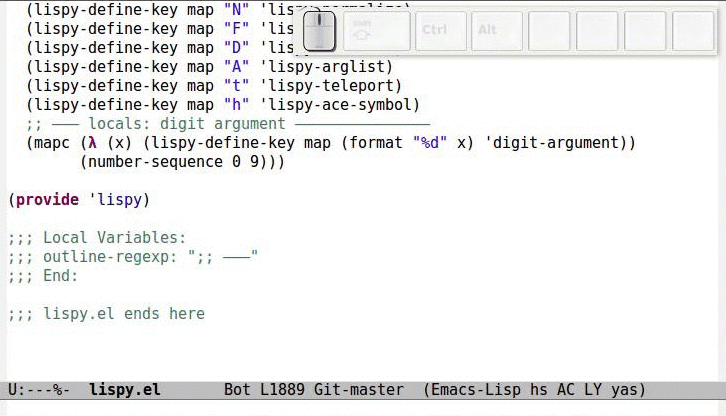 (lispy-define-key map "N" 'lispy-normalize)
(lispy-define-key map "F" 'lis
(lispy-define-key map "D" 'lis
(lispy-define-key map "A" 'lispy-arglist)
(lispy-define-key map "t" 'lispy-teleport)
(lispy-define-key map "h" 'lispy-ace-symbol)
;; ——— locals: digit argument ———————————————
(mapc (λ (x) (lispy-define-key map (format "%d" x) 'digit-argument))
(number-sequence 0 9)))
(provide 'lispy)
;;; Local Variables:
;;; outline-regexp: ";; ———"
;;; End:
;;; lispy.el ends here
Shift
Ctrl
Alt
U:---%- lispy.el Bot L1889 Git-master (Emacs-Lisp hs AC LY yas)